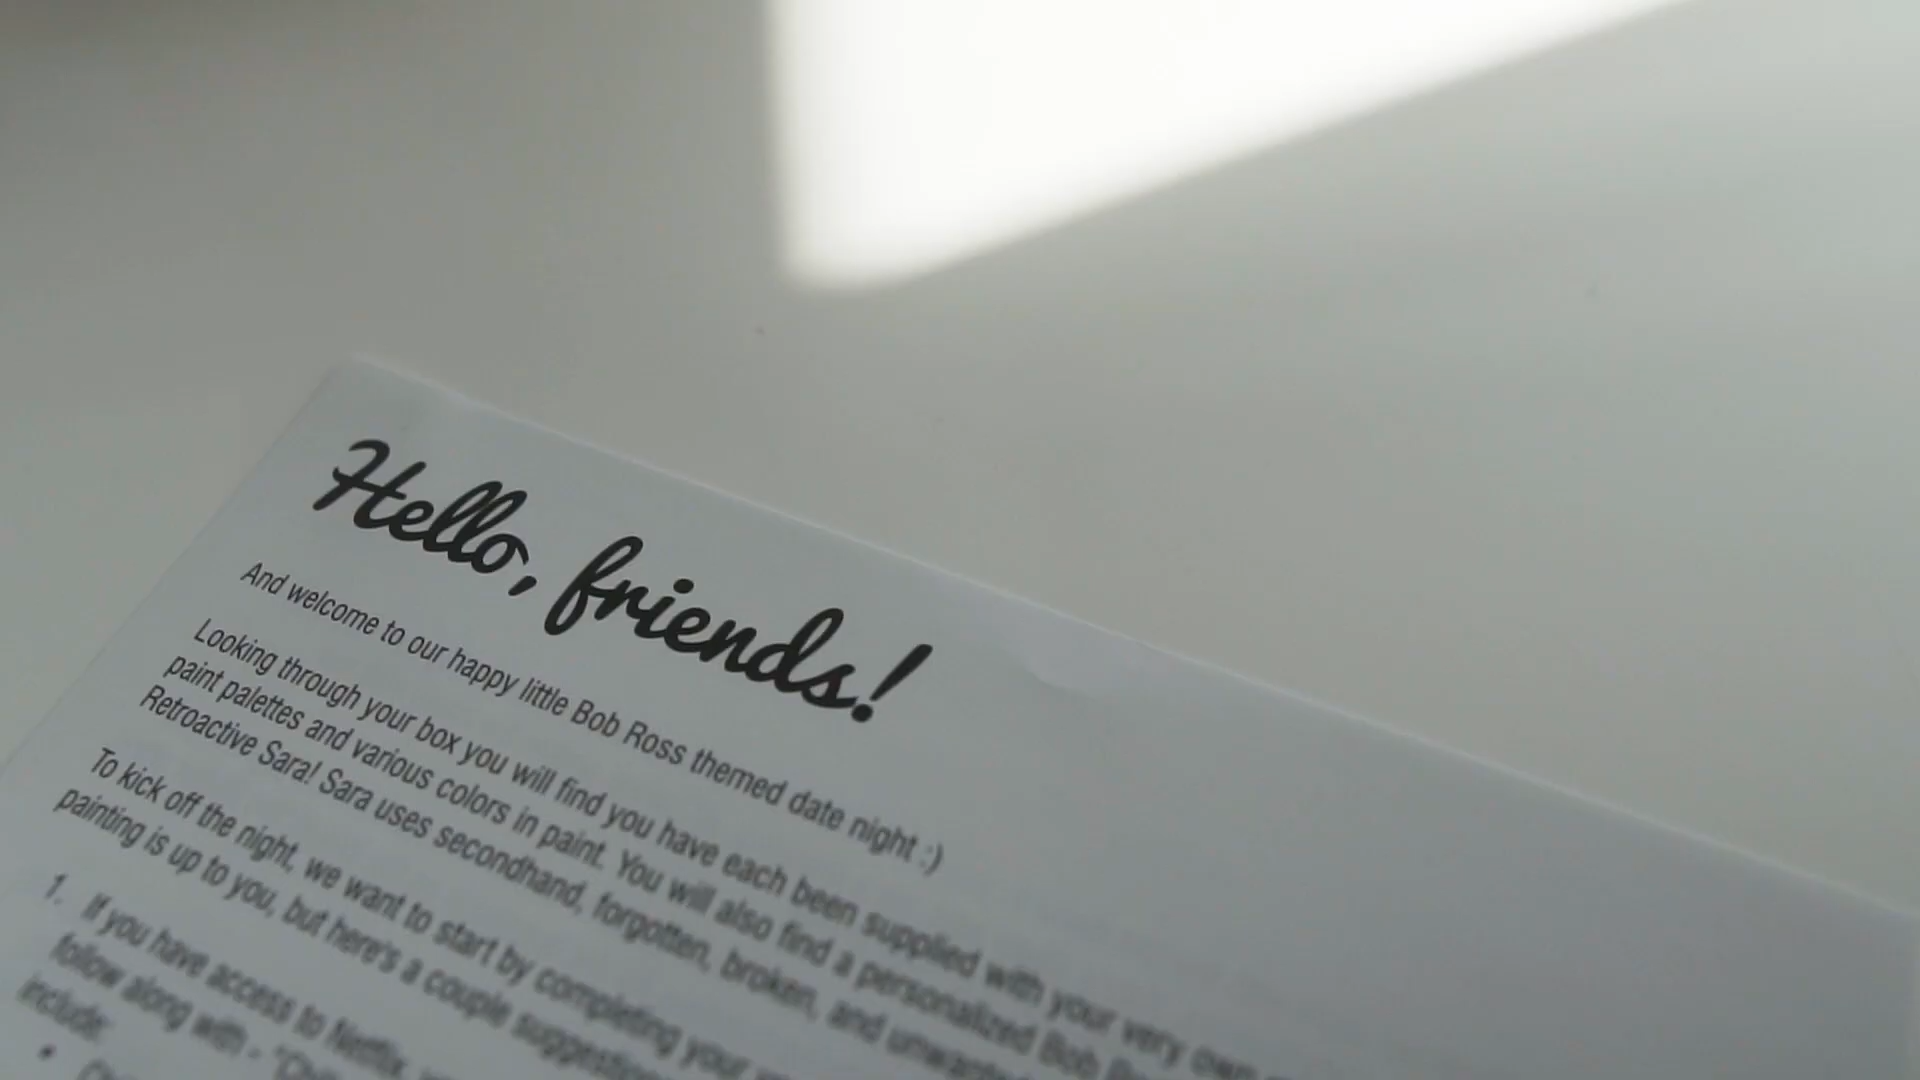 Hello, friends!
And welcome to our happy little Bob Ross themed date night :)
Looking through your box you will find you have each been supplied with your very own
paint palettes and various colors in paint. You will also find a personalized Bob
Retroactive Sara! Sara uses secondhand, forgotten, broken, and
To kick off the night, we want to start by completing your
painting is up to you, but here's a couple
1. If you have access to Netflix
follow along with -
include: